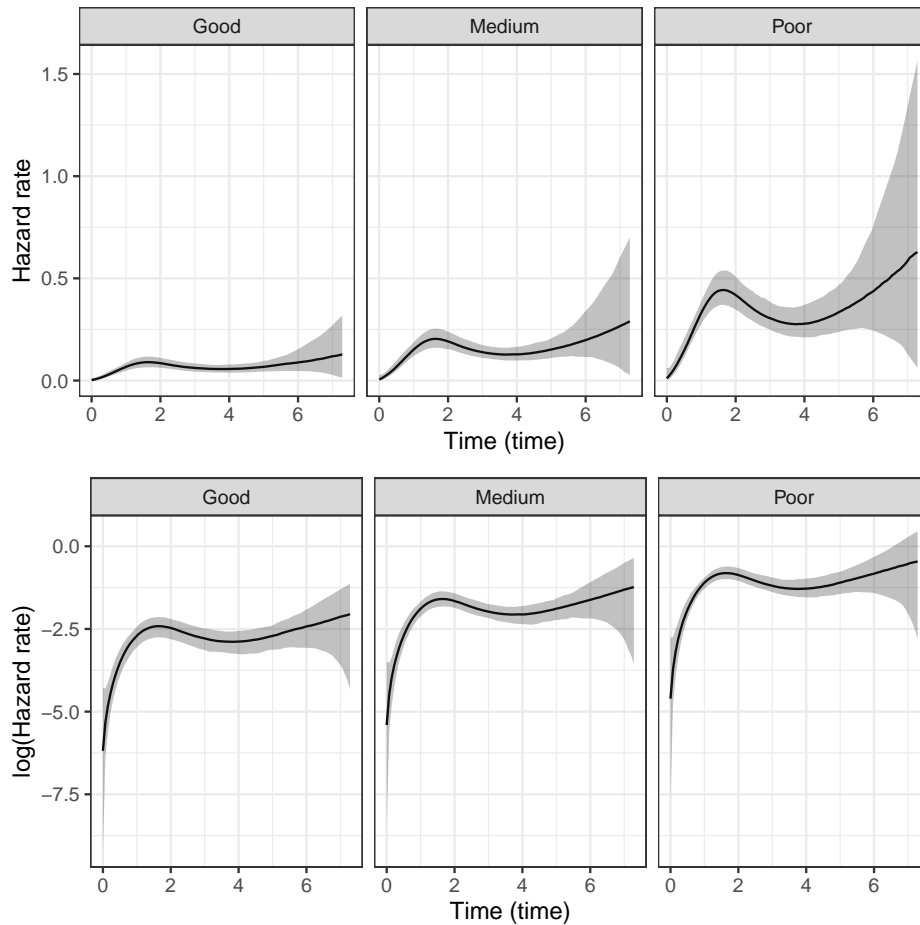 Good Medium Poor
Hazard rate
1.5
1.0
0.5
0.0
0 2 4 6 0 2 4 6 0 2 4 6
Time (time)
Good Medium Poor
log(Hazard rate)
0.0
−2.5
−5.0
−7.5
0 2 4 6 0 2 4 6 0 2 4 6
Time (time)